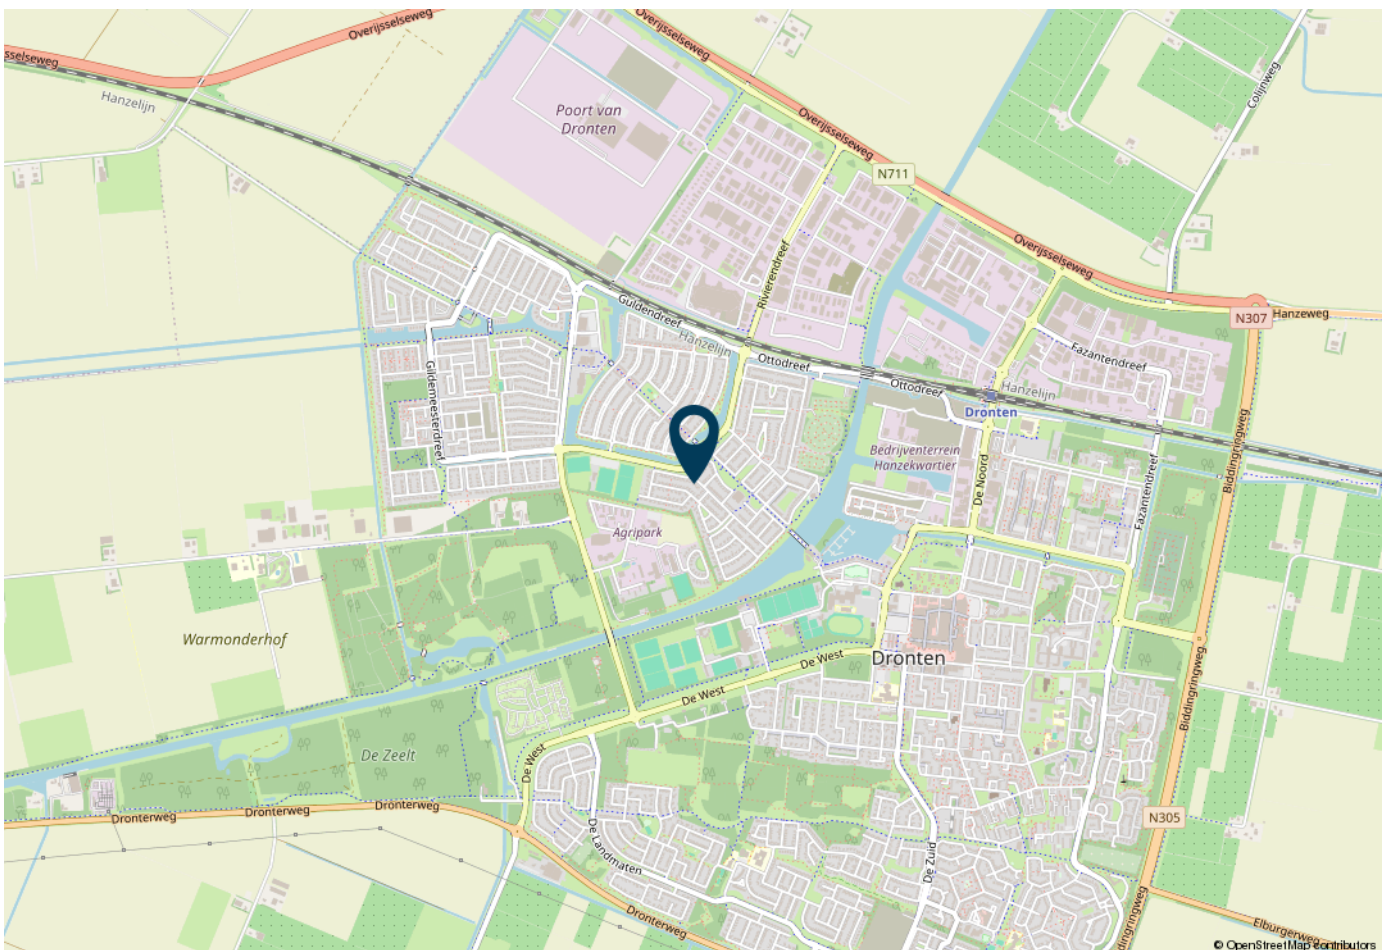 Overijsselseweg
Overijsselseweg
sselseweg
Hanzelijn
Poort van
Dronten
Overijsselseweg
N711
Colijnweg
Overijsselseweg
Rivierendreef
Guldendreef
Hanzelijn
N307
Hanzeweg
Ottodreef
Fazantendreef
Ottodreef
Hanzelijn
Dronten
Gildemeesterdreef
Bedrijventerrein
Hanzekwartier
De Noord
Fazantendreef
Biddingringweg
Agripark
Warmonderhof
De West
Dronten
De West
Biddingringweg
De Zeelt
De West
Dronterweg
Dronterweg
Dronterweg
N305
De Landmaten
De Zuid
Dronterweg
ddingringweg
Elburgerweg
© OpenStreetMap contributors